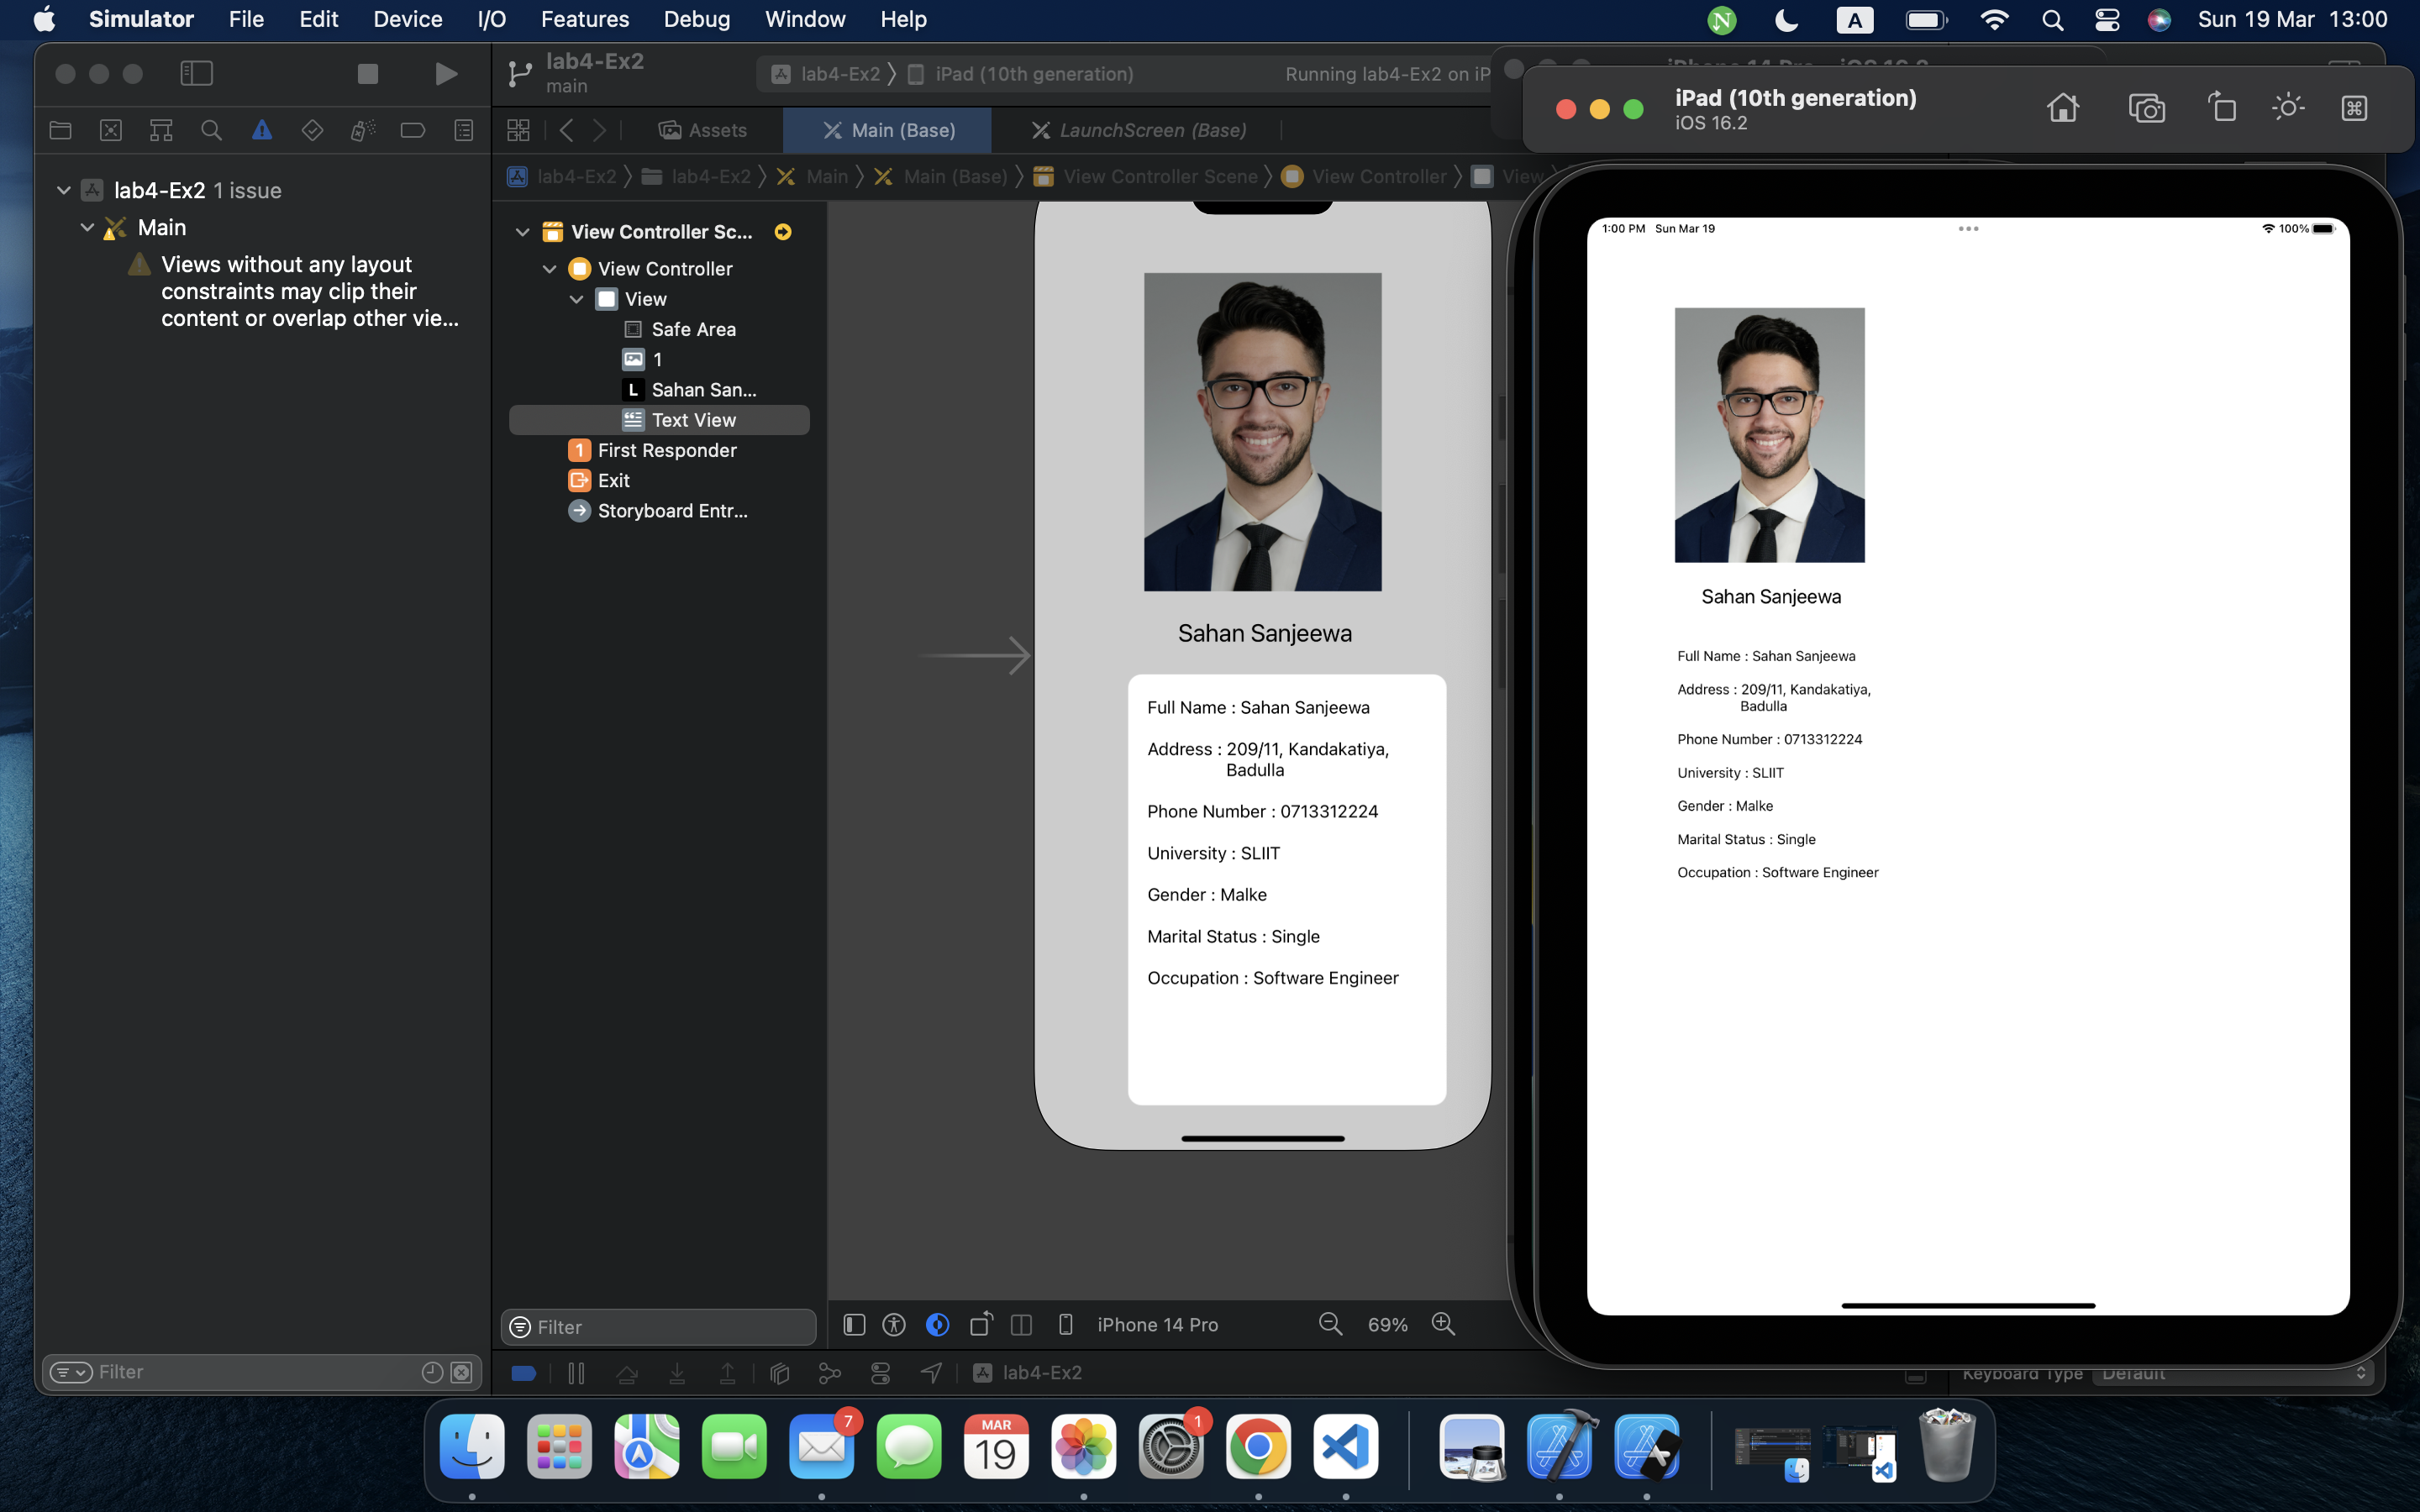 Simulator File Edit Device I/O Features Debug Window Help
N A Sun 19 Mar 13:00
lab4-Ex2
main
lab4-Ex2 iPad (10th generation)
Running lab4-Ex2 on iP
iPad (10th generation)
iOS 16.2
Assets
Main (Base)
LaunchScreen (Base)
lab4-Ex2 lab4-Ex2 Main Main (Base) View Controller Scene View Controller View
lab4-Ex2 1 issue
Main
Views without any layout
constraints may clip their
content or overlap other vie...
View Controller Sc...
View Controller
View
Safe Area
1
L Sahan San...
Text View
1 First Responder
Exit
Storyboard Entr...
Sahan Sanjeewa
Full Name : Sahan Sanjeewa
Address : 209/11, Kandakatiya,
Badulla
Phone Number : 0713312224
University : SLIIT
Gender : Malke
Marital Status : Single
Occupation : Software Engineer
1:00 PM Sun Mar 19
100%
Sahan Sanjeewa
Full Name : Sahan Sanjeewa
Address : 209/11, Kandakatiya,
Badulla
Phone Number : 0713312224
University : SLIIT
Gender : Malke
Marital Status : Single
Occupation : Software Engineer
Filter
iPhone 14 Pro
69%
Filter
lab4-Ex2
Keyboard Type Default
7
MAR
19
1